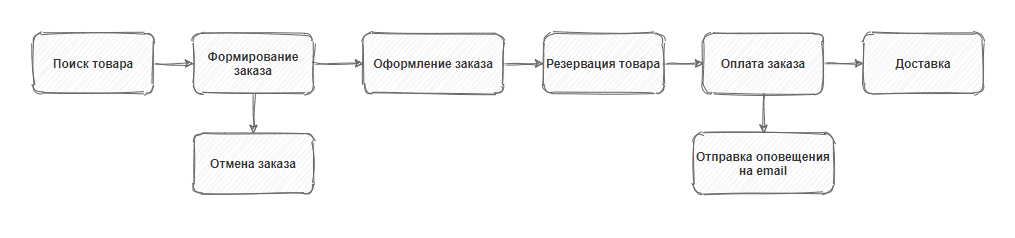 Поиск товара
Формирование
заказа
Оформление заказа
Резервация товара
Оплата заказа
Доставка
Отмена заказа
Отправка оповещения
на email